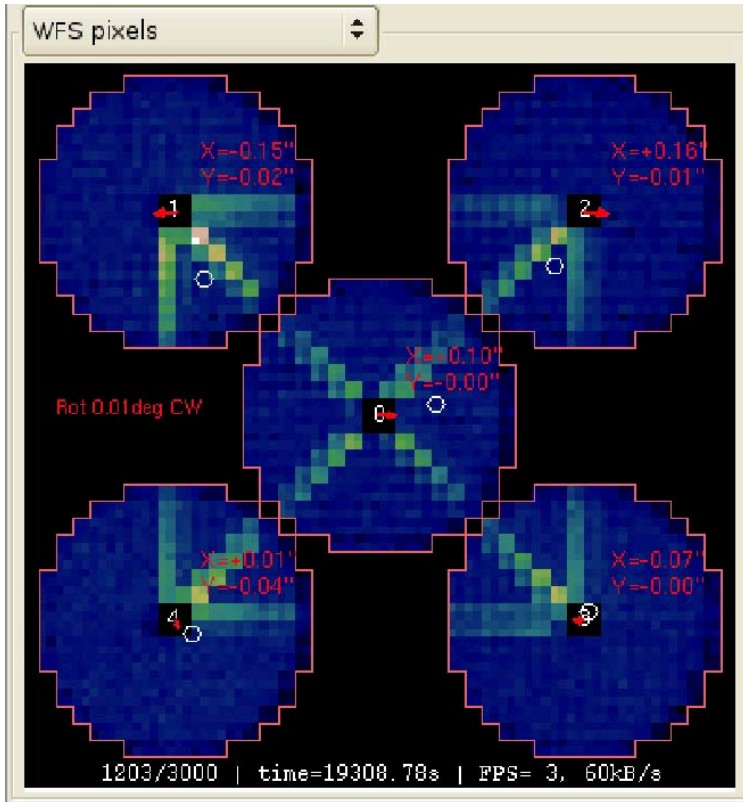 WFS pixels
X=-0.15"
Y=-0.02"
1
X=+0.16"
Y=-0.01"
2
X=+0.10"
Y=-0.00"
Rot 0.01deg CW
X=+0.01"
Y=-0.04"
4
X=-0.07"
Y=-0.00"
1203/3000 | time=19308.78s | FPS= 3, 60kB/s